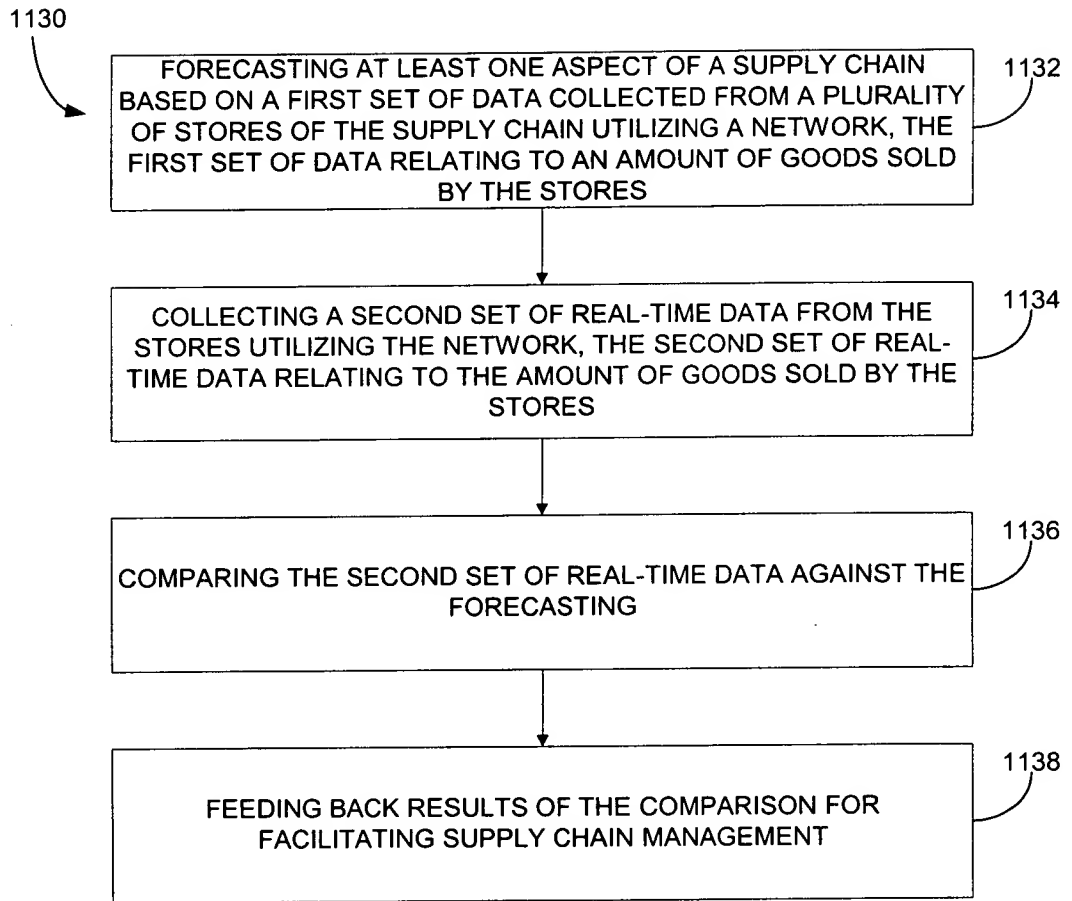 1130
FORECASTING AT LEAST ONE ASPECT OF A SUPPLY CHAIN
BASED ON A FIRST SET OF DATA COLLECTED FROM A PLURALITY
OF STORES OF THE SUPPLY CHAIN UTILIZING A NETWORK, THE
FIRST SET OF DATA RELATING TO AN AMOUNT OF GOODS SOLD
BY THE STORES
1132
COLLECTING A SECOND SET OF REAL-TIME DATA FROM THE
STORES UTILIZING THE NETWORK, THE SECOND SET OF REAL-
TIME DATA RELATING TO THE AMOUNT OF GOODS SOLD BY THE
STORES
1134
COMPARING THE SECOND SET OF REAL-TIME DATA AGAINST THE
FORECASTING
1136
FEEDING BACK RESULTS OF THE COMPARISON FOR
FACILITATING SUPPLY CHAIN MANAGEMENT
1138